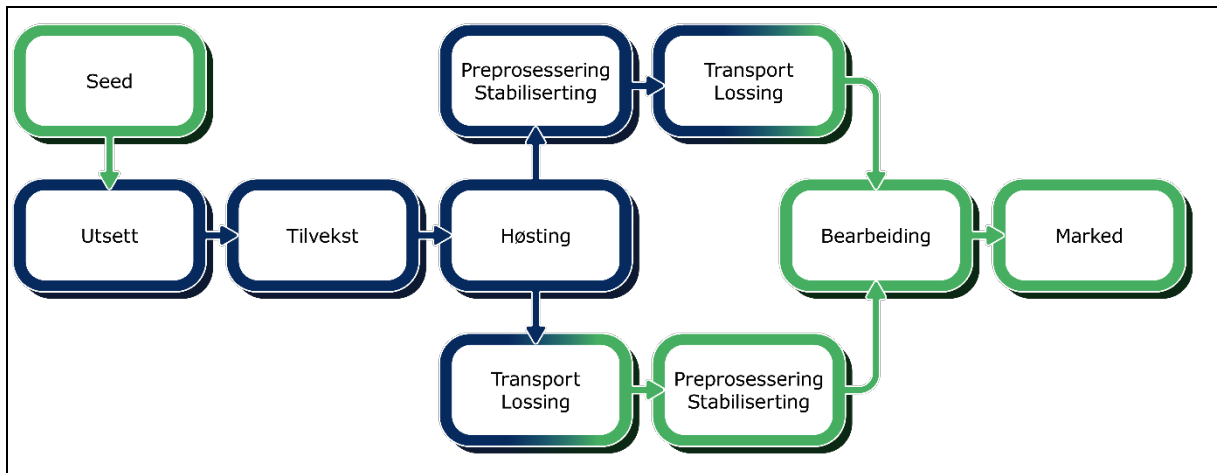 Seed
Preprosessering
Stabiliserting
Transport
Lossing
Utsett
Tilvekst
Høsting
Bearbeiding
Marked
Transport
Lossing
Preprosessering
Stabiliserting